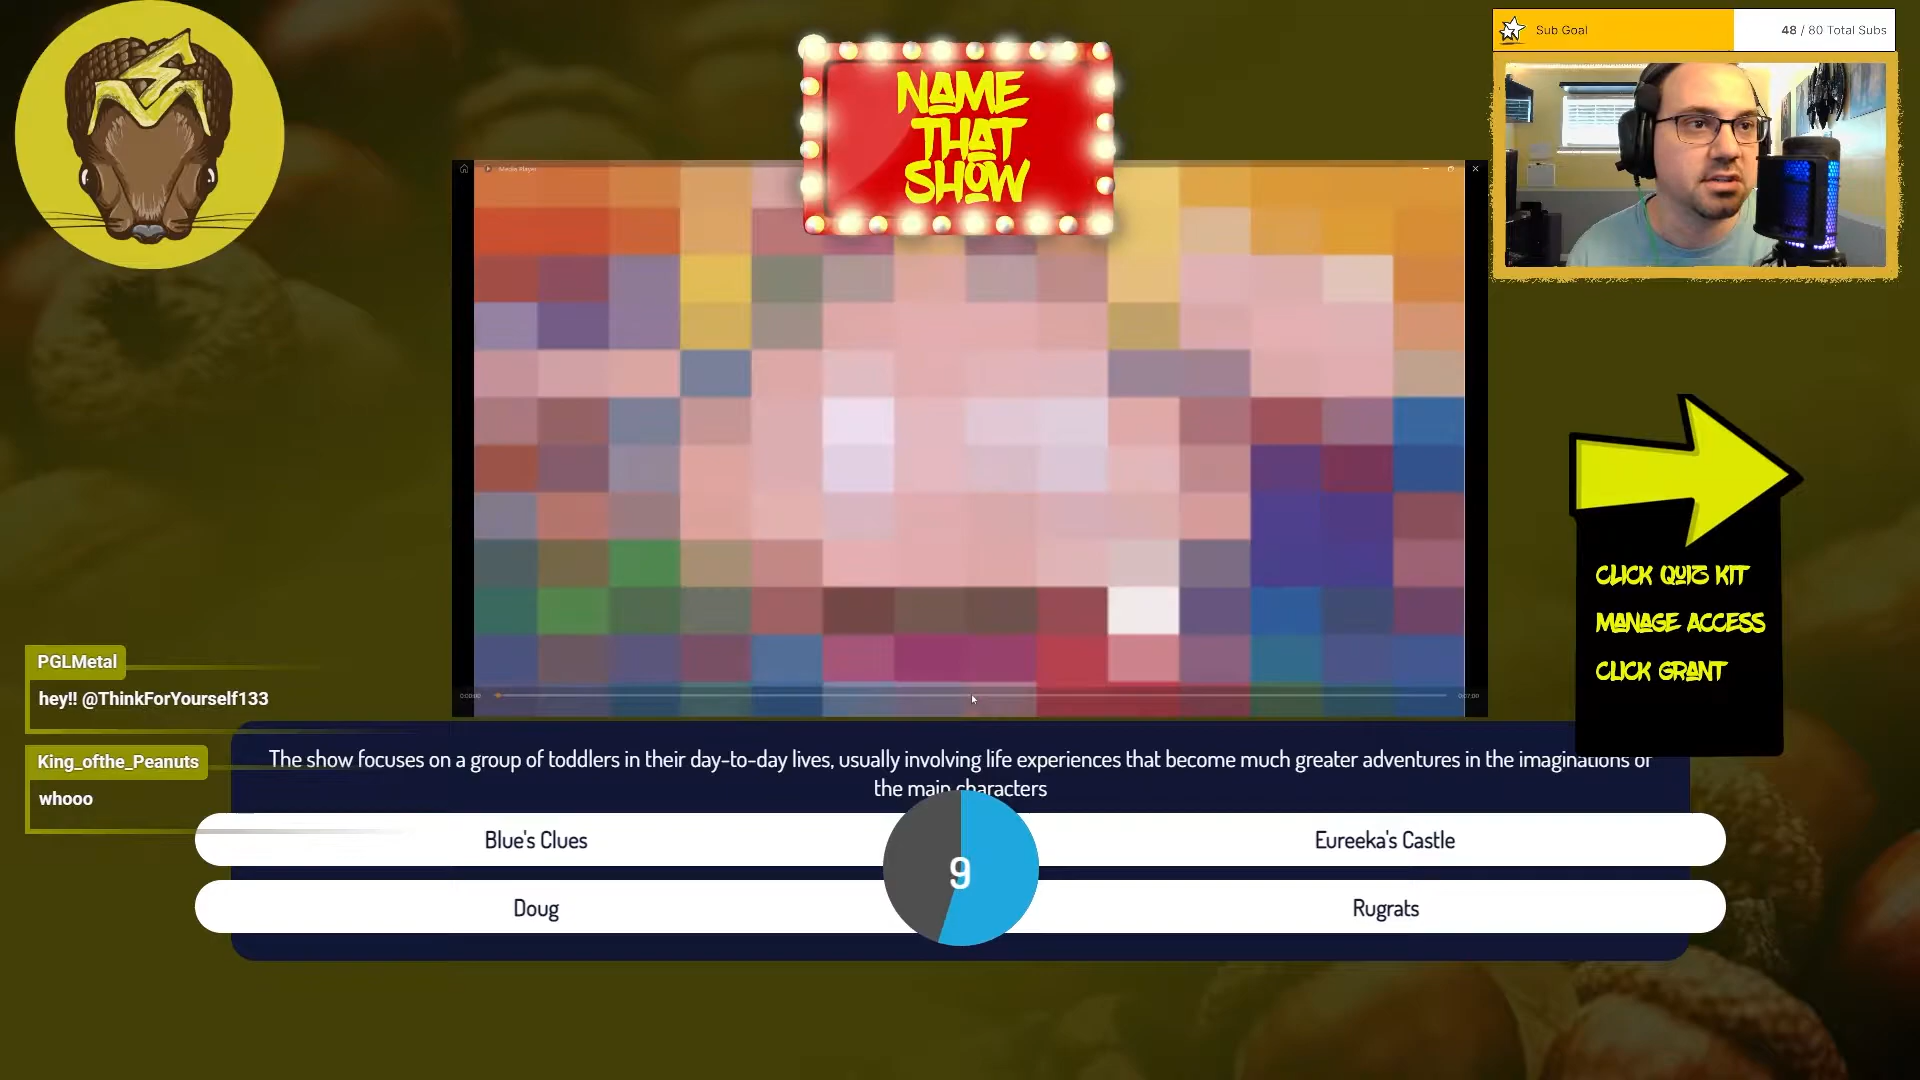 Sub Goal
48 / 80 Total Subs
NAME
THAT
SHOW
Media Player
CLICK QUIZ KIT
MANAGE ACCESS
CLICK GRANT
PGLMetal
hey!! @ThinkForYourself133
King_ofthe_Peanuts
whooo
The show focuses on a group of toddlers in their day-to-day lives, usually involving life experiences that become much greater adventures in the imaginations of
the main characters
Blue's Clues
Eureeka's Castle
9
Doug
Rugrats